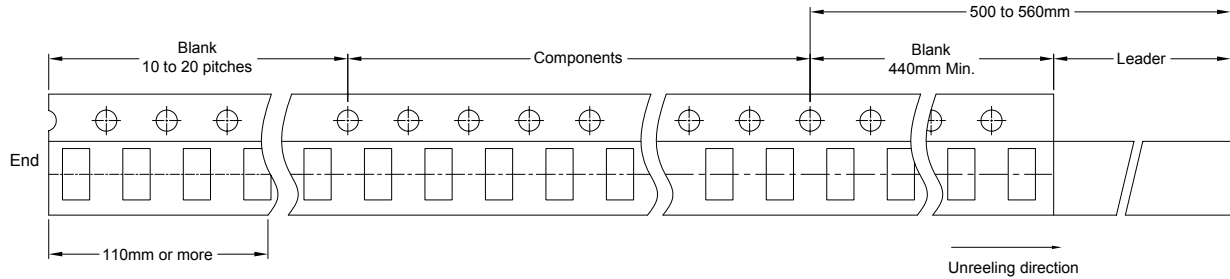 500 to 560mm
Blank
10 to 20 pitches
Components
Blank
440mm Min.
Leader
End
110mm or more
Unreeling direction